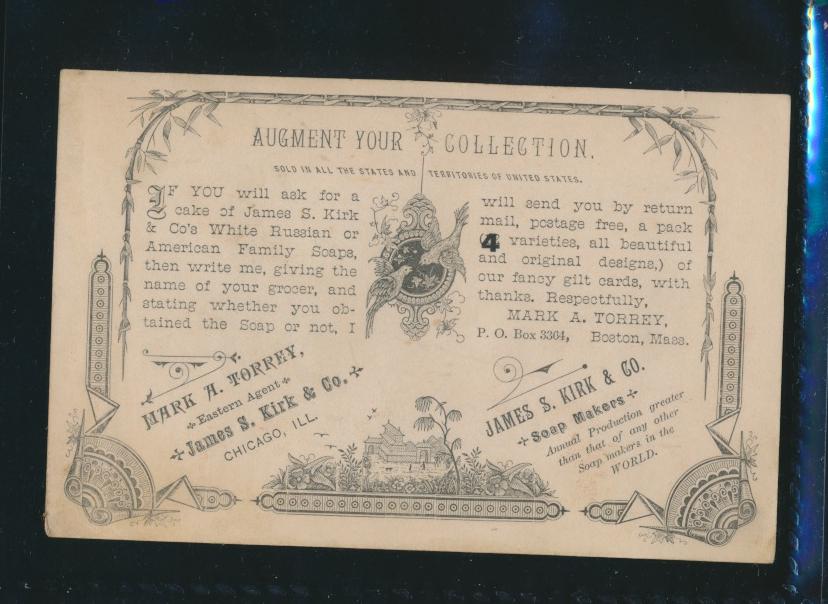 AUGMENT YOUR COLLECTION.
SOLD IN ALL THE STATES AND TERRITORIES OF UNITED STATES.
IF YOU will ask for a
cake of James S. Kirk
& Co's White Russian or
American Family Soaps,
then write me, giving the
name of your grocer, and
stating whether you ob-
tained the Soap or not, I
will send you by return
mail, postage free, a pack
4 varieties, all beautiful
and original designs,) of
our fancy gilt cards, with
thanks. Respectfully,
MARK A. TORREY,
P. O. Box 3364, Boston, Mass.
MARK A. TORREY,
Eastern Agent
James S. Kirk & Co.
CHICAGO, ILL.
JAMES S. KIRK & CO.
Soap Makers
Annual Production greater
than that of any other
Soap makers in the
WORLD.